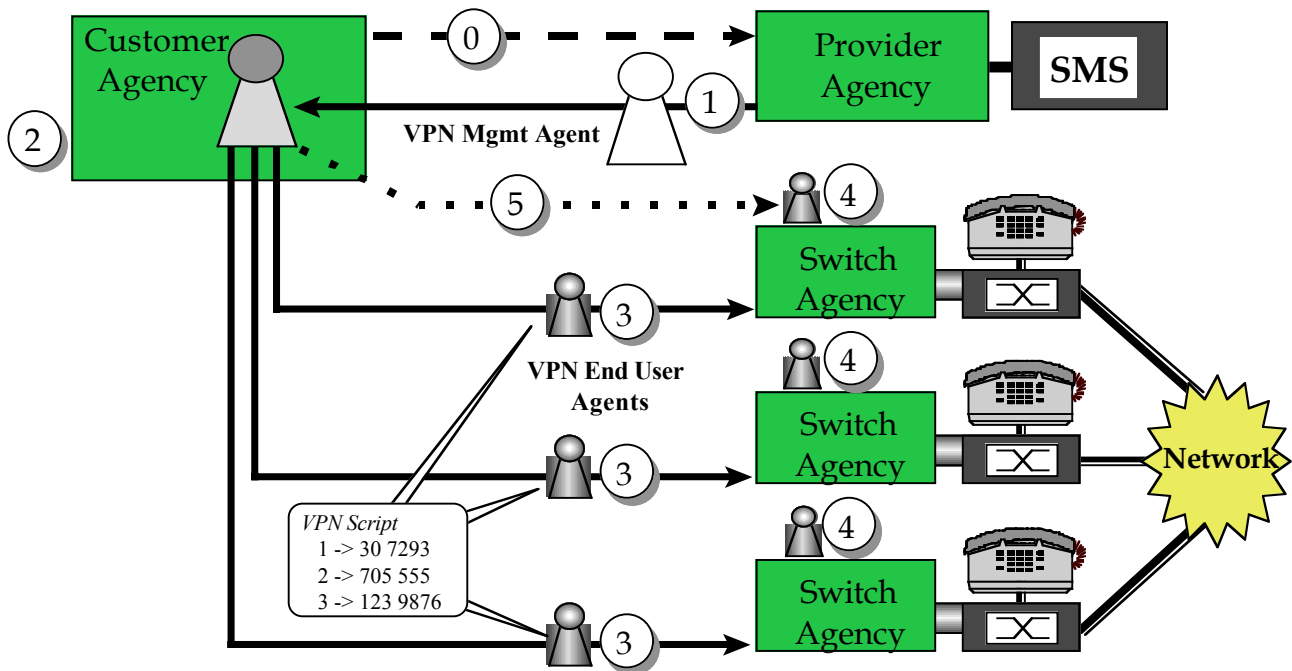 Customer
Agency
0
Provider
Agency
SMS
1
VPN Mgmt Agent
2
5
4
Switch
Agency
3
VPN End User
Agents
4
Switch
Agency
3
Network
VPN Script
1 -> 30 7293
2 -> 705 555
3 -> 123 9876
4
Switch
Agency
3